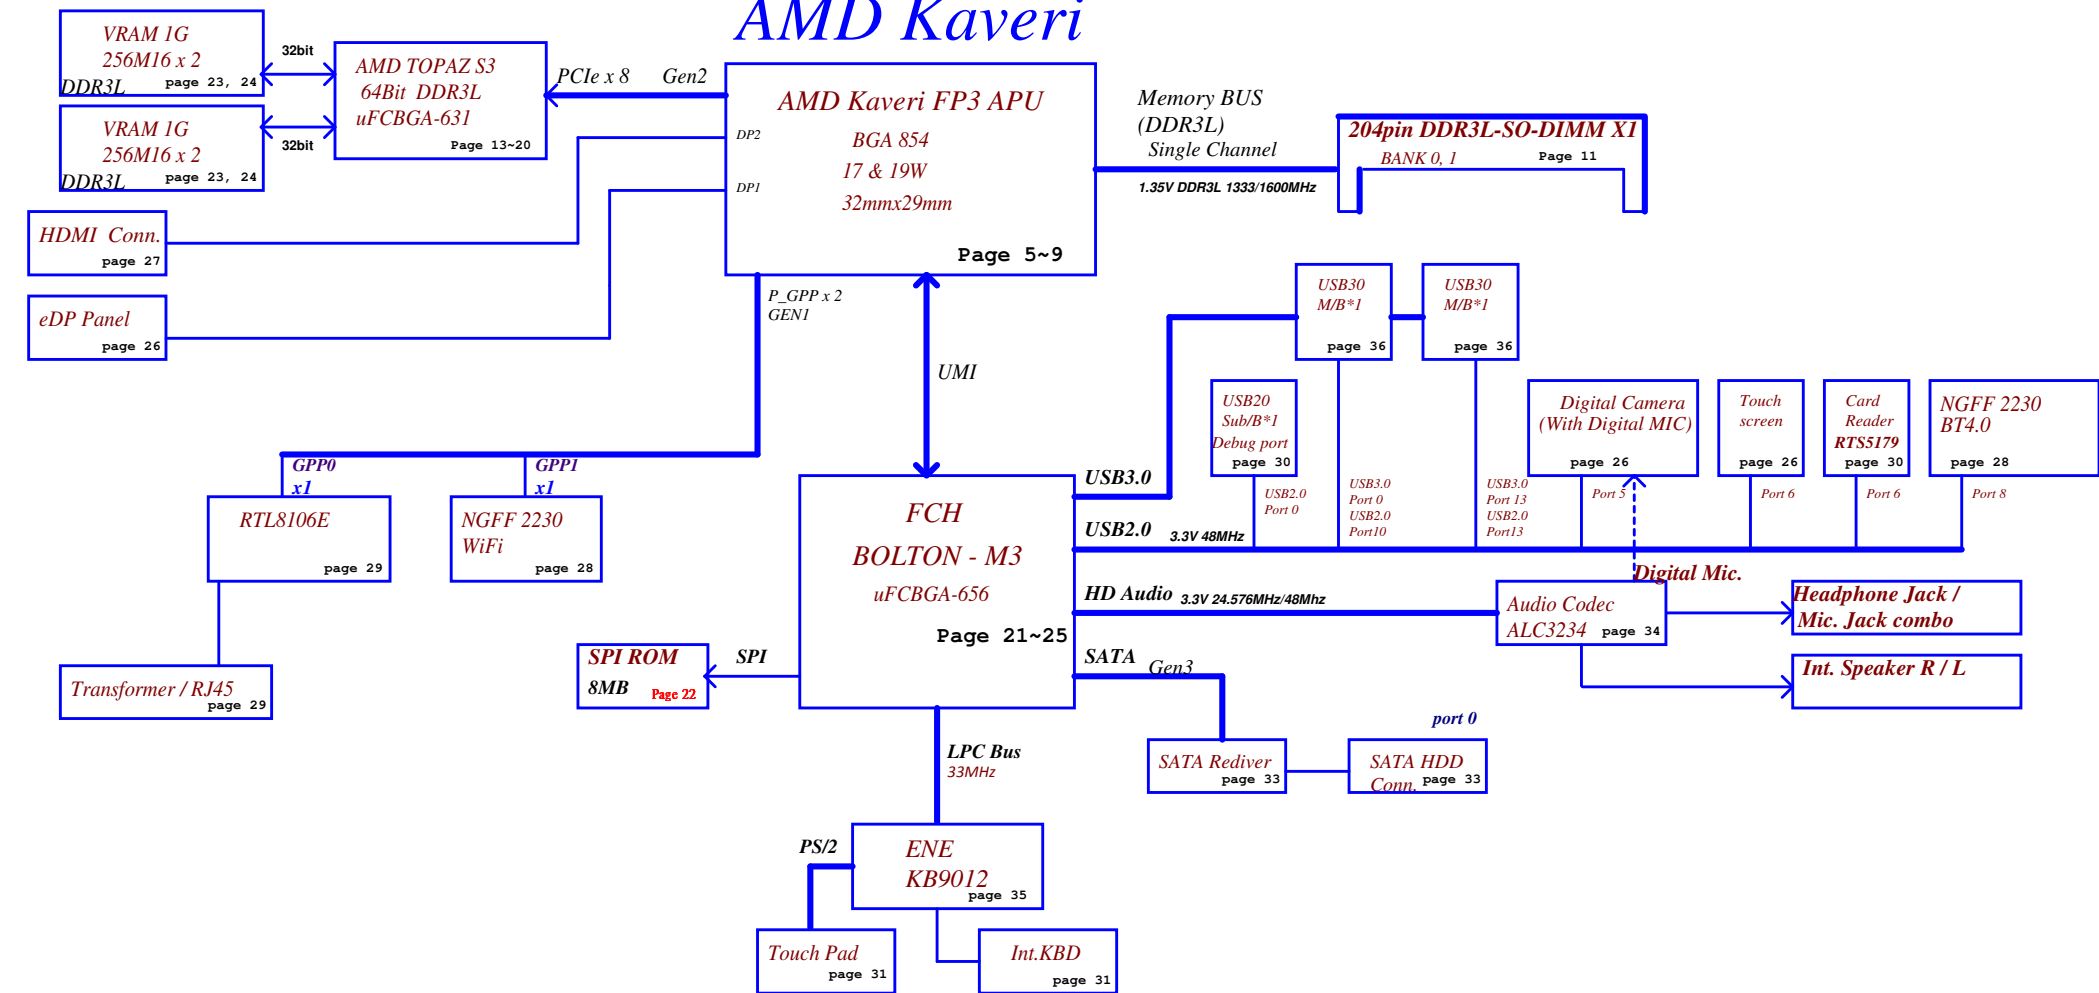 AMD Kaveri
VRAM 1G
256M16 x 2
DDR3L
page 23, 24
32bit
VRAM 1G
256M16 x 2
DDR3L
page 23, 24
32bit
AMD TOPAZ S3
64Bit DDR3L
uFCBGA-631
Page 13~20
PCIe x 8 Gen2
AMD Kaveri FP3 APU
BGA 854
17 & 19W
32mmx29mm
Page 5~9
DP2
DP1
Memory BUS
(DDR3L)
Single Channel
1.35V DDR3L 1333/1600MHz
204pin DDR3L-SO-DIMM X1
BANK 0, 1
Page 11
HDMI Conn.
page 27
eDP Panel
page 26
P_GPP x 2
GEN1
UMI
GPP0
x1
GPP1
x1
RTL8106E
page 29
NGFF 2230
WiFi
page 28
Transformer / RJ45
page 29
USB30
M/B*1
page 36
USB30
M/B*1
page 36
USB20
Sub/B*1
Debug port
page 30
Digital Camera
(With Digital MIC)
page 26
Touch
screen
page 26
Card
Reader
RTS5179
page 30
NGFF 2230
BT4.0
page 28
USB2.0
Port 0
USB3.0
Port 0
USB2.0
Port10
USB3.0
Port 13
USB2.0
Port13
Port 5
Port 6
Port 6
Port 8
FCH
BOLTON - M3
uFCBGA-656
Page 21~25
USB3.0
USB2.0
3.3V 48MHz
HD Audio
3.3V 24.576MHz/48Mhz
SATA
Gen3
Digital Mic.
Audio Codec
ALC3234
page 34
Headphone Jack /
Mic. Jack combo
Int. Speaker R / L
SPI ROM
8MB
Page 22
SPI
port 0
SATA Rediver
page 33
SATA HDD
Conn.
page 33
LPC Bus
33MHz
PS/2
ENE
KB9012
page 35
Touch Pad
page 31
Int.KBD
page 31